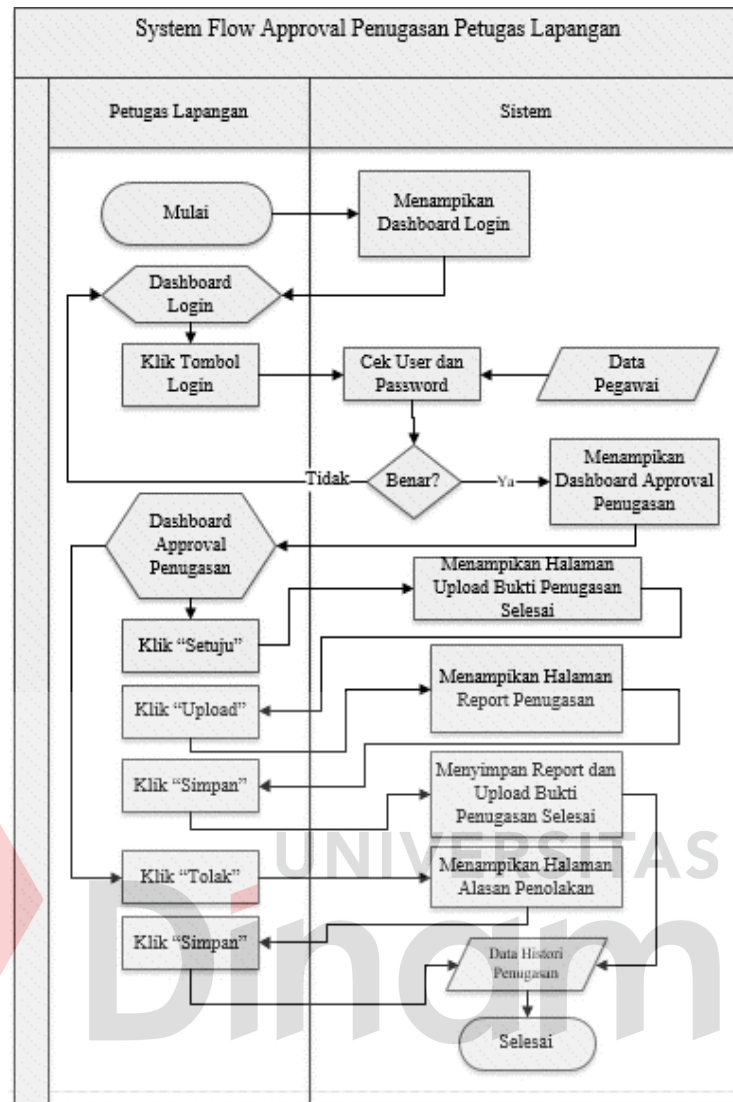 System Flow Approval Penugasan Petugas Lapangan
Petugas Lapangan
Sistem
Mulai
Menampikan
Dashboard Login
Dashboard
Login
Klik Tombol
Login
Cek User dan
Password
Data
Pegawai
Tidak
Benar?
Ya
Menampikan
Dashboard Approval
Penugasan
Dashboard
Approval
Penugasan
Menampikan Halaman
Upload Bukti Penugasan
Selesai
Klik “Setuju”
Klik “Upload”
Menampikan Halaman
Report Penugasan
Klik “Simpan”
Menyimpan Report dan
Upload Bukti
Penugasan Selesai
UNIVERSITAS
Klik “Tolak”
Menampikan Halaman
Alasan Penolakan
Dinam
Klik “Simpan”
Data Histori
Penugasan
Selesai